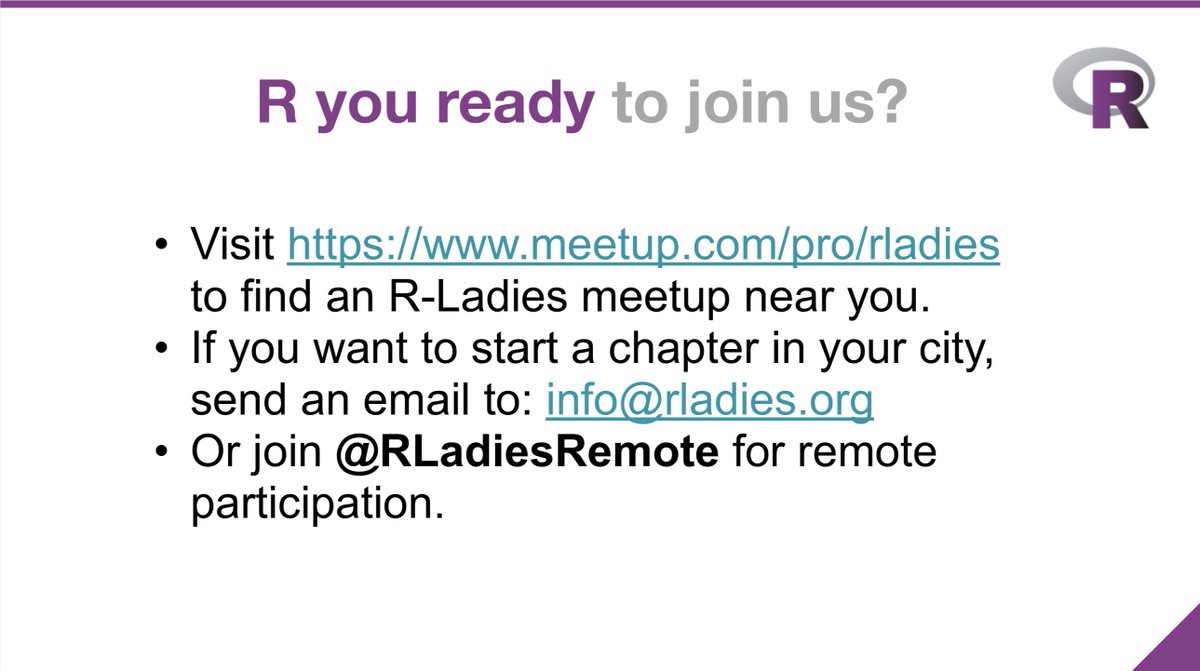 R you ready to join us?
R
• Visit https://www.meetup.com/pro/rladies
to find an R-Ladies meetup near you.
• If you want to start a chapter in your city,
send an email to: info@rladies.org
• Or join @RLadiesRemote for remote
participation.